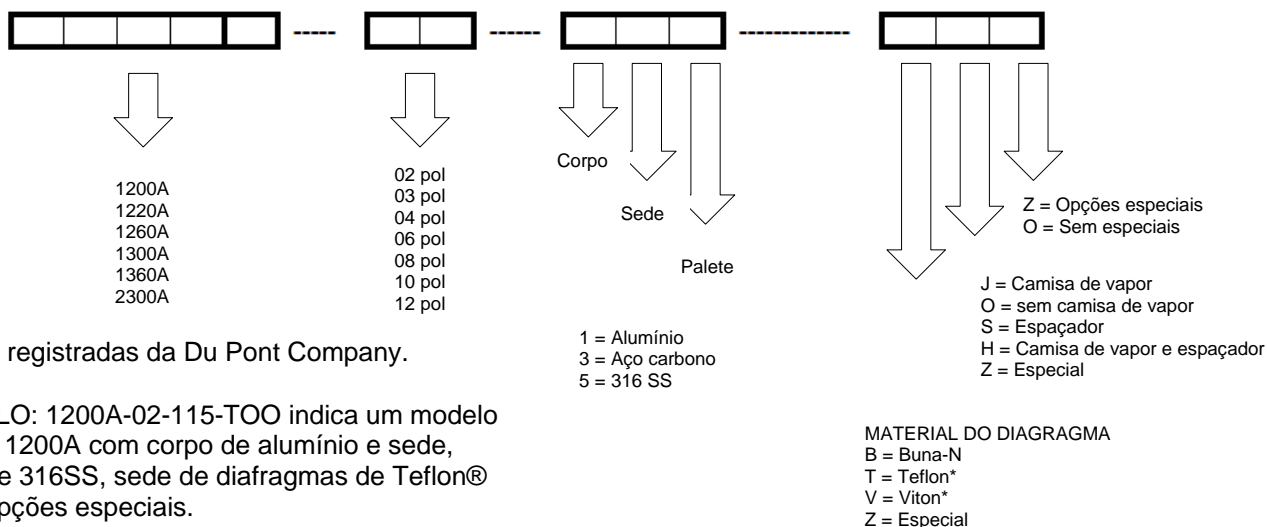 Corpo
Sede
Palete
1200A
1220A
1260A
1300A
1360A
2300A
02 pol
03 pol
04 pol
06 pol
08 pol
10 pol
12 pol
1 = Alumínio
3 = Aço carbono
5 = 316 SS
Z = Opções especiais
O = Sem especiais
J = Camisa de vapor
O = sem camisa de vapor
S = Espaçador
H = Camisa de vapor e espaçador
Z = Especial
MATERIAL DO DIAGRAGMA
B = Buna-N
T = Teflon*
V = Viton*
Z = Especial
registradas da Du Pont Company.
LO: 1200A-02-115-TOO indica um modelo
1200A com corpo de alumínio e sede,
e 316SS, sede de diafragmas de Teflon®
pções especiais.